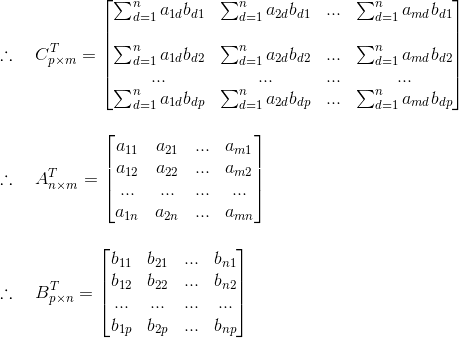 ∴ C^T_{p×m} = [ ∑_{d=1}^{n} a_{1d}b_{d1} ∑_{d=1}^{n} a_{2d}b_{d1} ... ∑_{d=1}^{n} a_{md}b_{d1}
∑_{d=1}^{n} a_{1d}b_{d2} ∑_{d=1}^{n} a_{2d}b_{d2} ... ∑_{d=1}^{n} a_{md}b_{d2}
... ... ... ...
∑_{d=1}^{n} a_{1d}b_{dp} ∑_{d=1}^{n} a_{2d}b_{dp} ... ∑_{d=1}^{n} a_{md}b_{dp} ]
∴ A^T_{n×m} = [ a_{11} a_{21} ... a_{m1}
a_{12} a_{22} ... a_{m2}
... ... ... ...
a_{1n} a_{2n} ... a_{mn} ]
∴ B^T_{p×n} = [ b_{11} b_{21} ... b_{n1}
b_{12} b_{22} ... b_{n2}
... ... ... ...
b_{1p} b_{2p} ... b_{np} ]